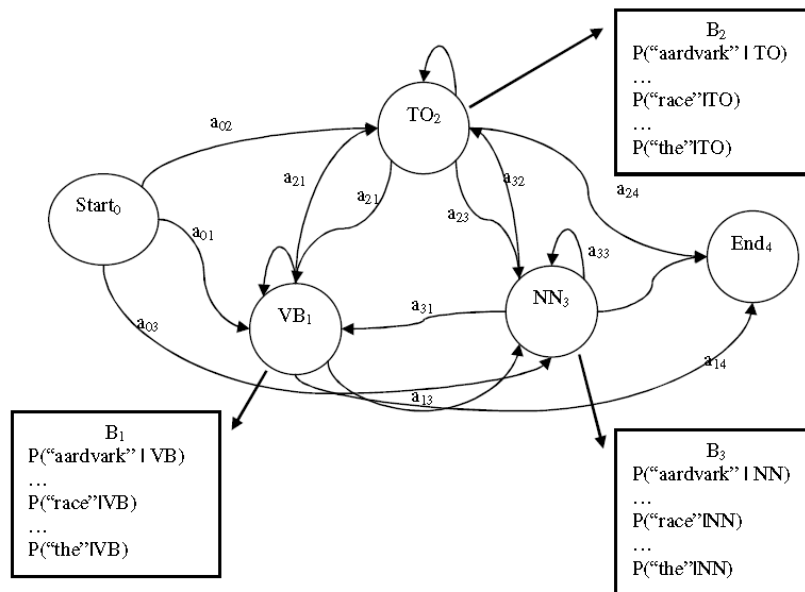 B₂
P("aardvark" | TO)
...
P("race"|TO)
...
P("the"|TO)
TO₂
a₀₂
a₂₁
a₂₁
a₃₂
a₂₃
a₂₄
Start₀
a₀₁
End₄
a₃₃
VB₁
NN₃
a₃₁
a₀₃
a₁₄
a₁₃
B₁
P("aardvark" | VB)
...
P("race"|VB)
...
P("the"|VB)
B₃
P("aardvark" | NN)
...
P("race"|NN)
...
P("the"|NN)